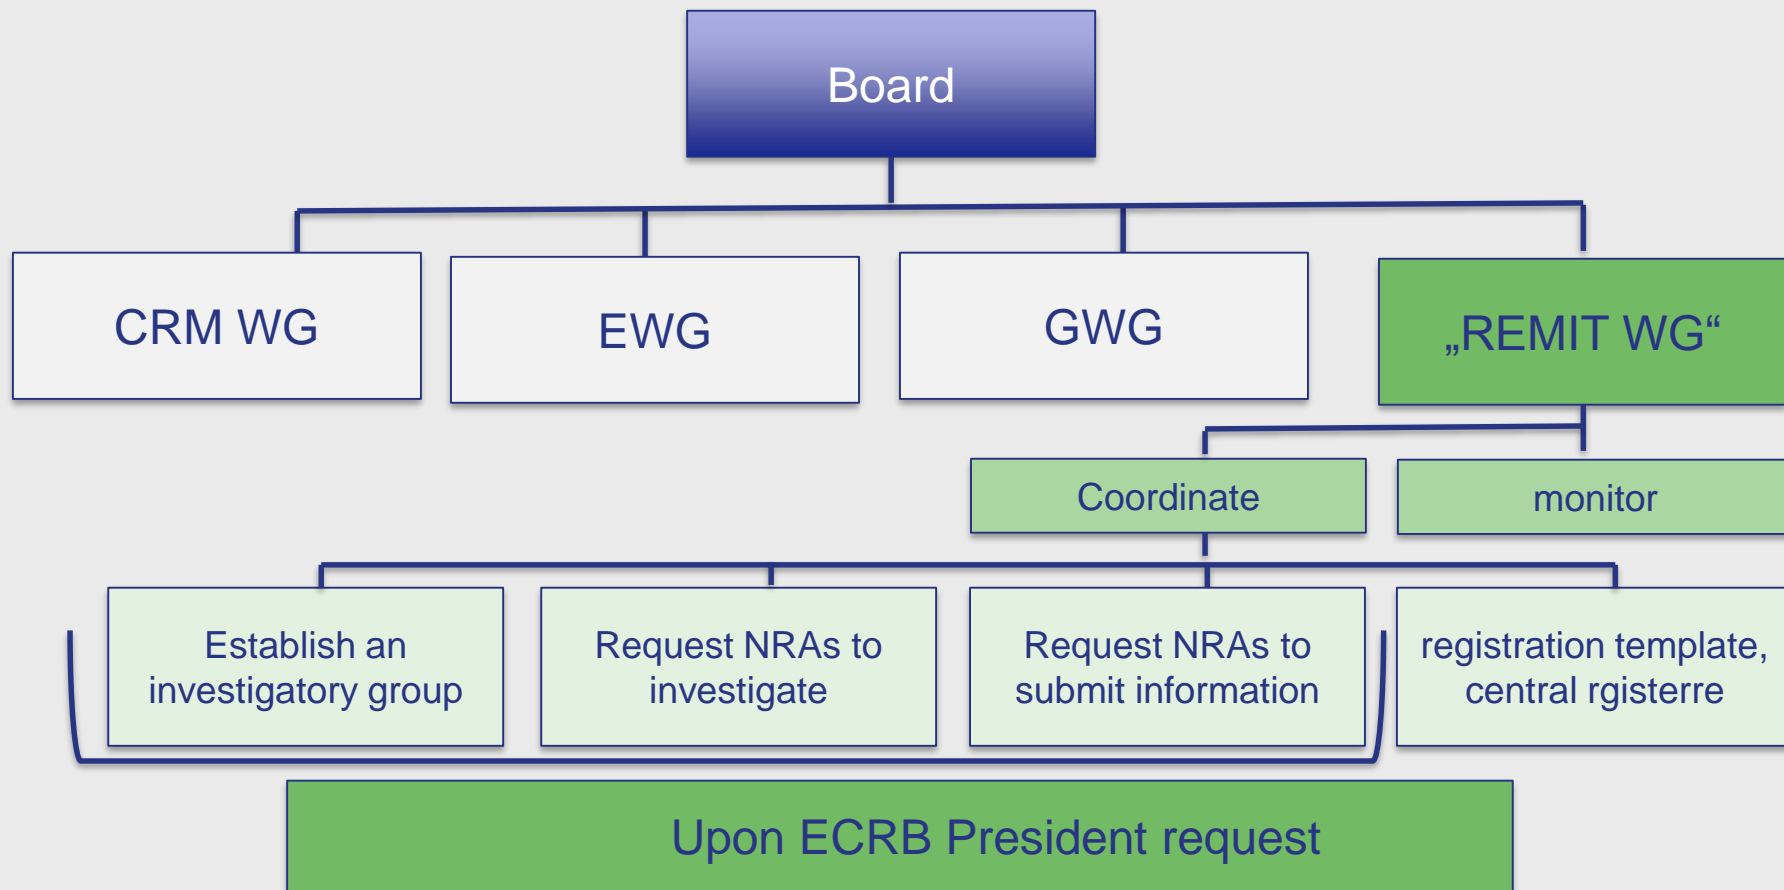 Board
CRM WG
EWG
GWG
„REMIT WG“
Coordinate
monitor
Establish an
investigatory group
Request NRAs to
investigate
Request NRAs to
submit information
registration template,
central rgisterre
Upon ECRB President request